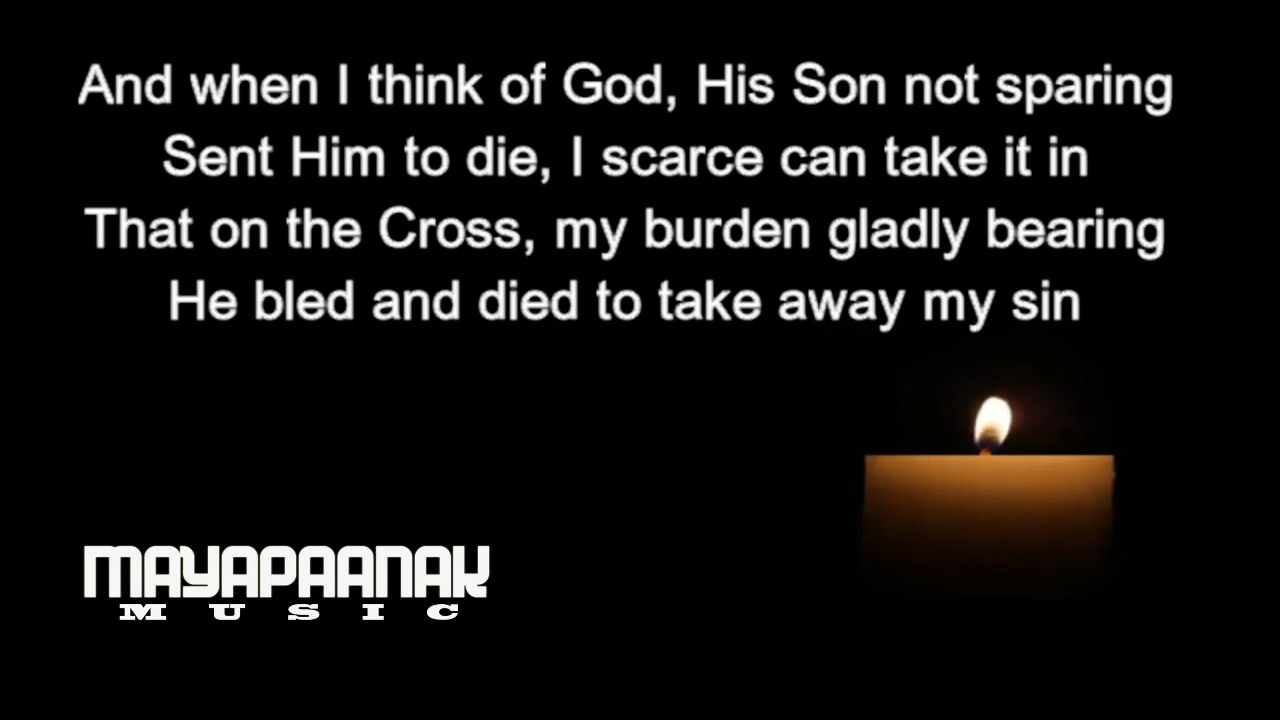 And when I think of God, His Son not sparing
Sent Him to die, I scarce can take it in
That on the Cross, my burden gladly bearing
He bled and died to take away my sin
MAYAPAANAK
MUSIC